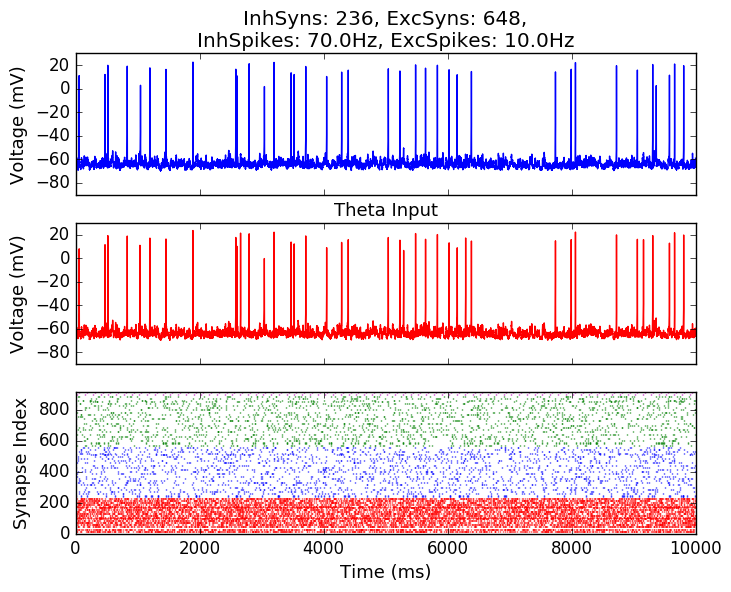 InhSyns: 236, ExcSyns: 648,
InhSpikes: 70.0Hz, ExcSpikes: 10.0Hz
20
0
−20
−40
−60
−80
Voltage (mV)
Theta Input
20
0
−20
−40
−60
−80
Voltage (mV)
800
600
400
200
0
Synapse Index
0 2000 4000 6000 8000 10000
Time (ms)